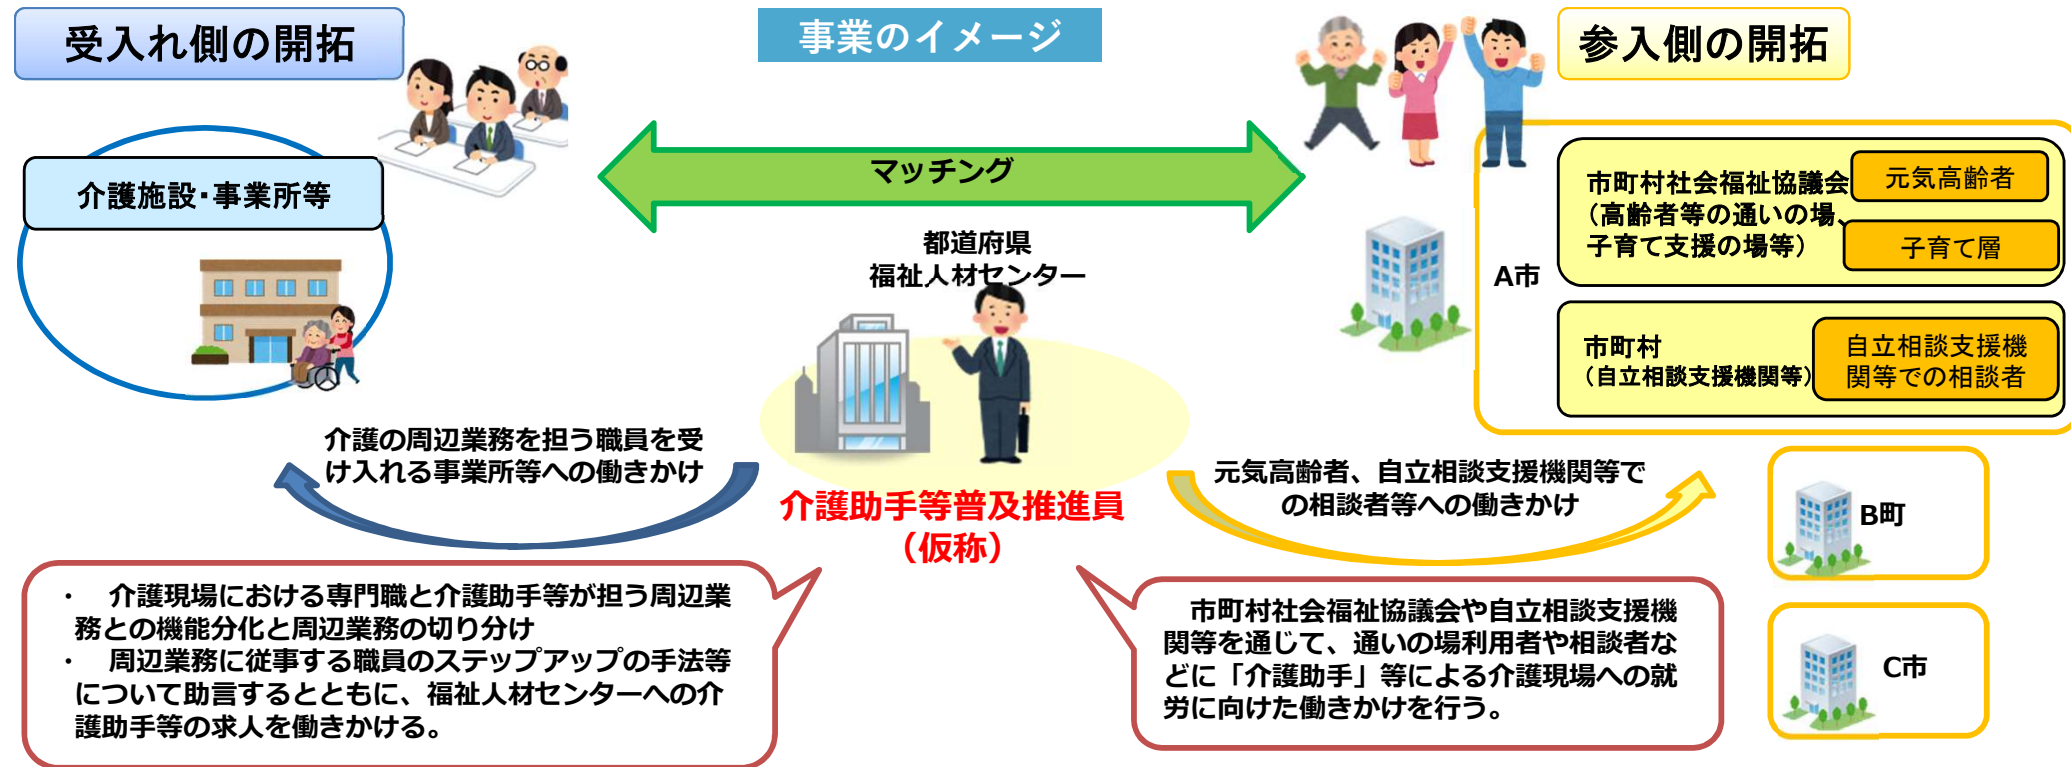 受入れ側の開拓
事業のイメージ
参入側の開拓
介護施設・事業所等
マッチング
都道府県
福祉人材センター
A市
市町村社会福祉協議会
（高齢者等の通いの場、
子育て支援の場等）
元気高齢者
子育て層
市町村
（自立相談支援機関等）
自立相談支援機
関等での相談者
介護の周辺業務を担う職員を受
け入れる事業所等への働きかけ
介護助手等普及推進員
（仮称）
元気高齢者、自立相談支援機関等で
の相談者等への働きかけ
B町
C市
・　介護現場における専門職と介護助手等が担う周辺業
務との機能分化と周辺業務の切り分け
・　周辺業務に従事する職員のステップアップの手法等
について助言するとともに、福祉人材センターへの介
護助手等の求人を働きかける。
市町村社会福祉協議会や自立相談支援機
関等を通じて、通いの場利用者や相談者な
どに「介護助手」等による介護現場への就
労に向けた働きかけを行う。